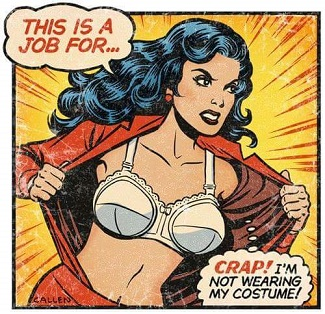 THIS IS A
JOB FOR...
CRAP! I'M
NOT WEARING
MY COSTUME!
CALLEN